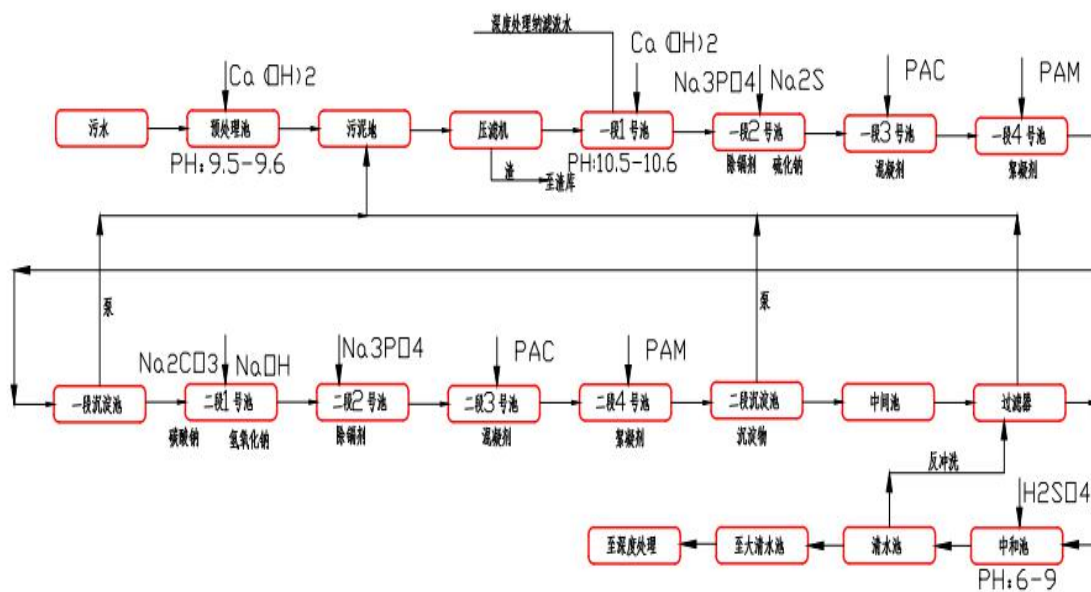 深度处理纳滤浓水
Ca(OH)2
Ca(OH)2
Na3PO4
Na2S
PAC
PAM
污水
预处理池
污泥地
压滤机
一段1号池
一段2号池
一段3号池
一段4号池
PH:9.5-9.6
渣
至渣库
PH:10.5-10.6
除镉剂
硫化钠
混凝剂
絮凝剂
泵
泵
Na2CO3
NaOH
Na3PO4
PAC
PAM
一段沉淀池
二段1号池
二段2号池
二段3号池
二段4号池
二段沉淀池
中间池
过滤器
碳酸钠
氢氧化钠
除镉剂
混凝剂
絮凝剂
沉淀物
反冲洗
H2SO4
至深度处理
至大清水池
清水池
中和池
PH:6-9